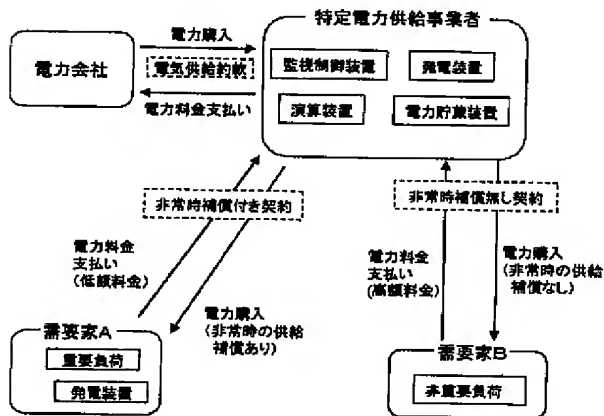 特定電力供給事業者
電力購入
電力会社
電気供給約款
電力料金支払い
監視制御装置
発電装置
演算装置
電力貯蔵装置
非常時補償付き契約
非常時補償無し契約
電力料金
支払い
(低額料金)
電力購入
(非常時の供給
補償あり)
電力料金
支払い
(高額料金)
電力購入
(非常時の供給
補償なし)
需要家A
重要負荷
発電装置
需要家B
非重要負荷